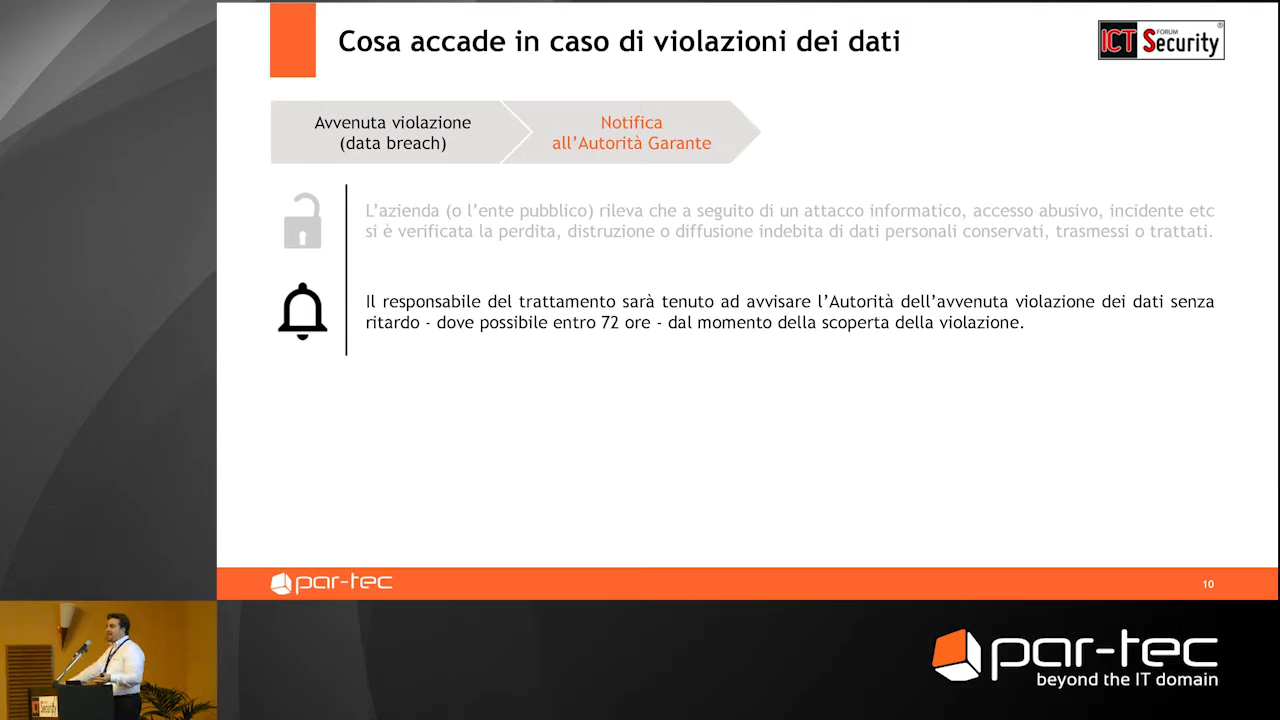 Cosa accade in caso di violazioni dei dati
ICT FORUM Security®
Avvenuta violazione
(data breach)
Notifica
all'Autorità Garante
L'azienda (o l'ente pubblico) rileva che a seguito di un attacco informatico, accesso abusivo, incidente etc
si è verificata la perdita, distruzione o diffusione indebita di dati personali conservati, trasmessi o trattati.
Il responsabile del trattamento sarà tenuto ad avvisare l'Autorità dell'avvenuta violazione dei dati senza
ritardo - dove possibile entro 72 ore - dal momento della scoperta della violazione.
par-tec
10
ICT Security
par-tec
beyond the IT domain